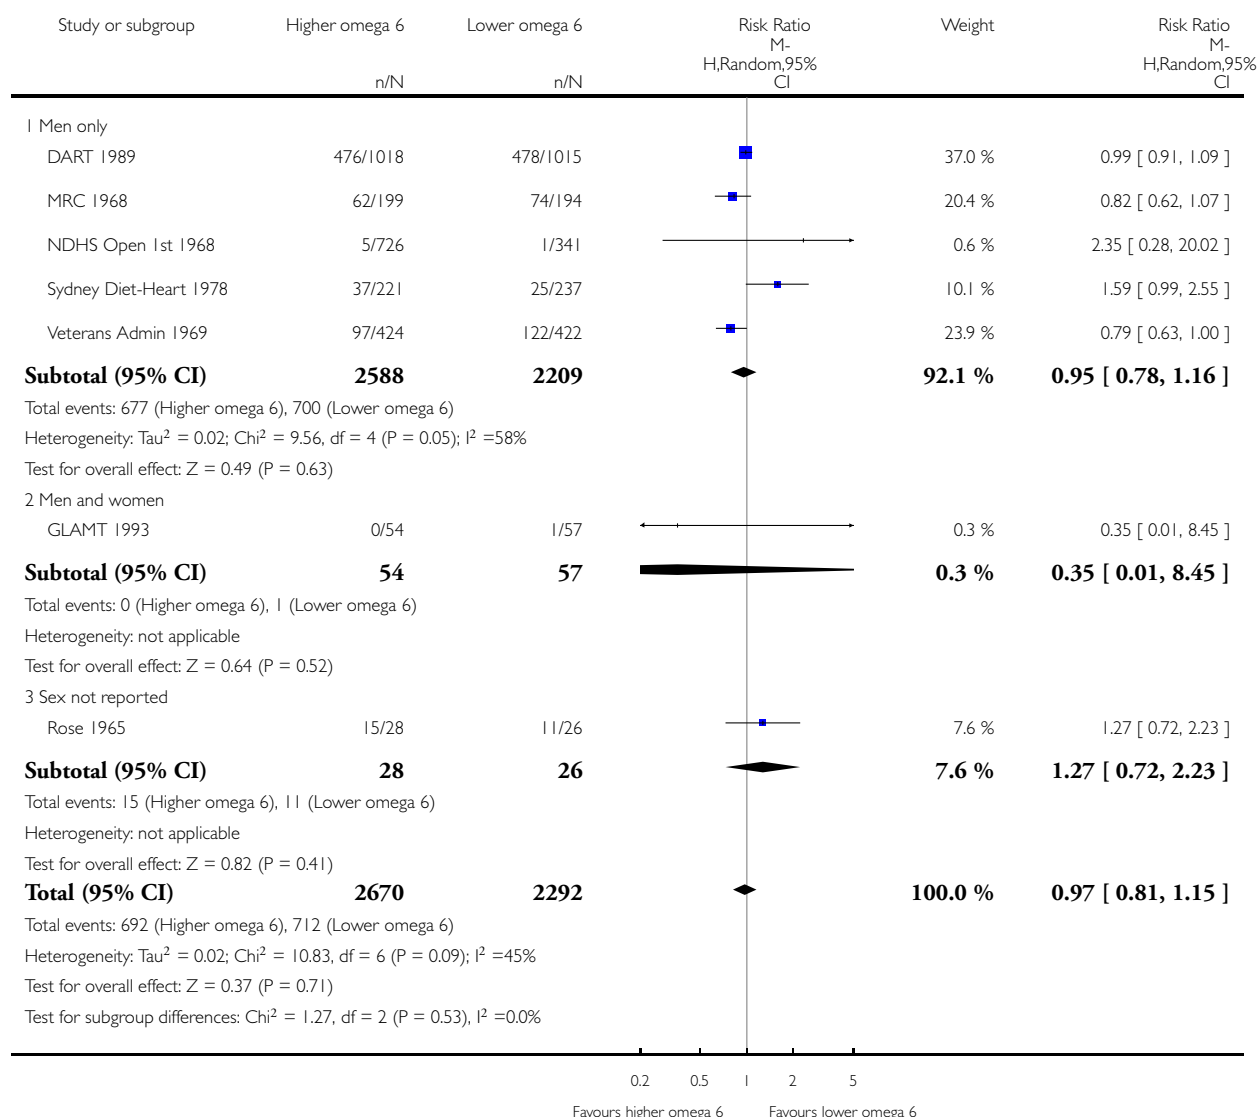 Study or subgroup Higher omega 6 Lower omega 6 Risk Ratio Weight Risk Ratio
M- M-
H,Random,95% H,Random,95%
n/N n/N CI CI
1 Men only
DART 1989 476/1018 478/1015 37.0 % 0.99 [ 0.91, 1.09 ]
MRC 1968 62/199 74/194 20.4 % 0.82 [ 0.62, 1.07 ]
NDHS Open 1st 1968 5/726 1/341 0.6 % 2.35 [ 0.28, 20.02 ]
Sydney Diet-Heart 1978 37/221 25/237 10.1 % 1.59 [ 0.99, 2.55 ]
Veterans Admin 1969 97/424 122/422 23.9 % 0.79 [ 0.63, 1.00 ]
Subtotal (95% CI) 2588 2209 92.1 % 0.95 [ 0.78, 1.16 ]
Total events: 677 (Higher omega 6), 700 (Lower omega 6)
Heterogeneity: Tau² = 0.02; Chi² = 9.56, df = 4 (P = 0.05); I² =58%
Test for overall effect: Z = 0.49 (P = 0.63)
2 Men and women
GLAMT 1993 0/54 1/57 0.3 % 0.35 [ 0.01, 8.45 ]
Subtotal (95% CI) 54 57 0.3 % 0.35 [ 0.01, 8.45 ]
Total events: 0 (Higher omega 6), 1 (Lower omega 6)
Heterogeneity: not applicable
Test for overall effect: Z = 0.64 (P = 0.52)
3 Sex not reported
Rose 1965 15/28 11/26 7.6 % 1.27 [ 0.72, 2.23 ]
Subtotal (95% CI) 28 26 7.6 % 1.27 [ 0.72, 2.23 ]
Total events: 15 (Higher omega 6), 11 (Lower omega 6)
Heterogeneity: not applicable
Test for overall effect: Z = 0.82 (P = 0.41)
Total (95% CI) 2670 2292 100.0 % 0.97 [ 0.81, 1.15 ]
Total events: 692 (Higher omega 6), 712 (Lower omega 6)
Heterogeneity: Tau² = 0.02; Chi² = 10.83, df = 6 (P = 0.09); I² =45%
Test for overall effect: Z = 0.37 (P = 0.71)
Test for subgroup differences: Chi² = 1.27, df = 2 (P = 0.53), I² =0.0%
0.2 0.5 1 2 5
Favours higher omega 6 Favours lower omega 6